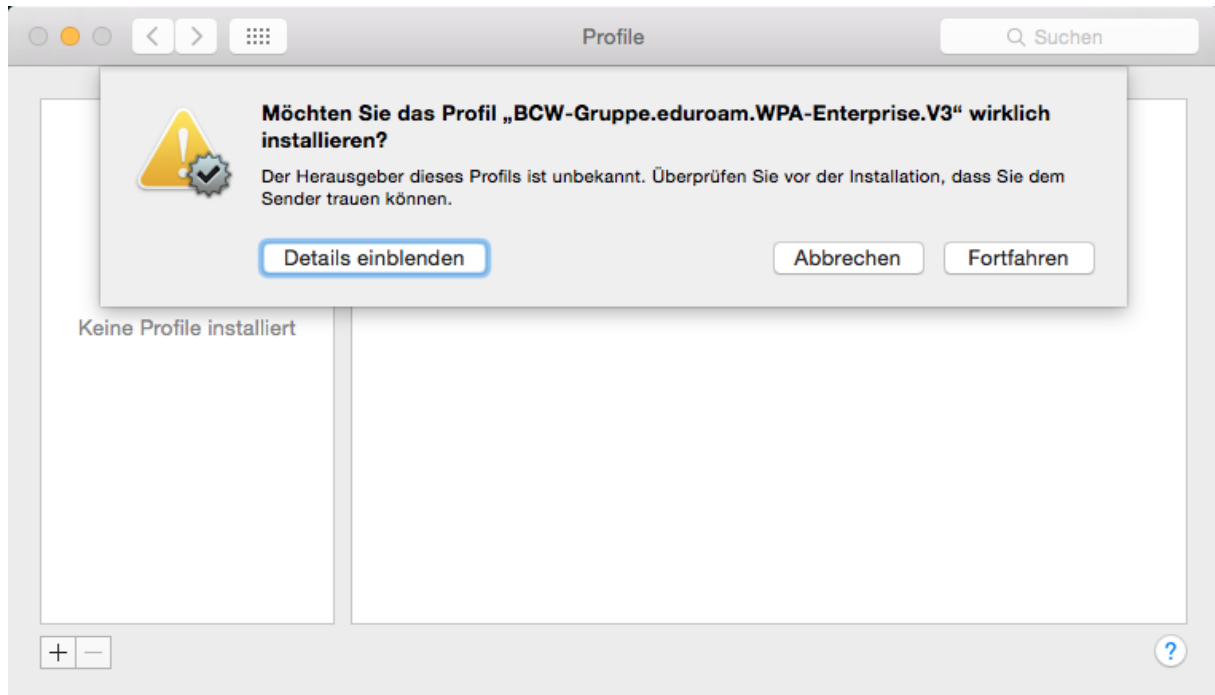 Profile
Suchen
Möchten Sie das Profil „BCW-Gruppe.eduroam.WPA-Enterprise.V3“ wirklich
installieren?
Der Herausgeber dieses Profils ist unbekannt. Überprüfen Sie vor der Installation, dass Sie dem
Sender trauen können.
Details einblenden
Abbrechen
Fortfahren
Keine Profile installiert